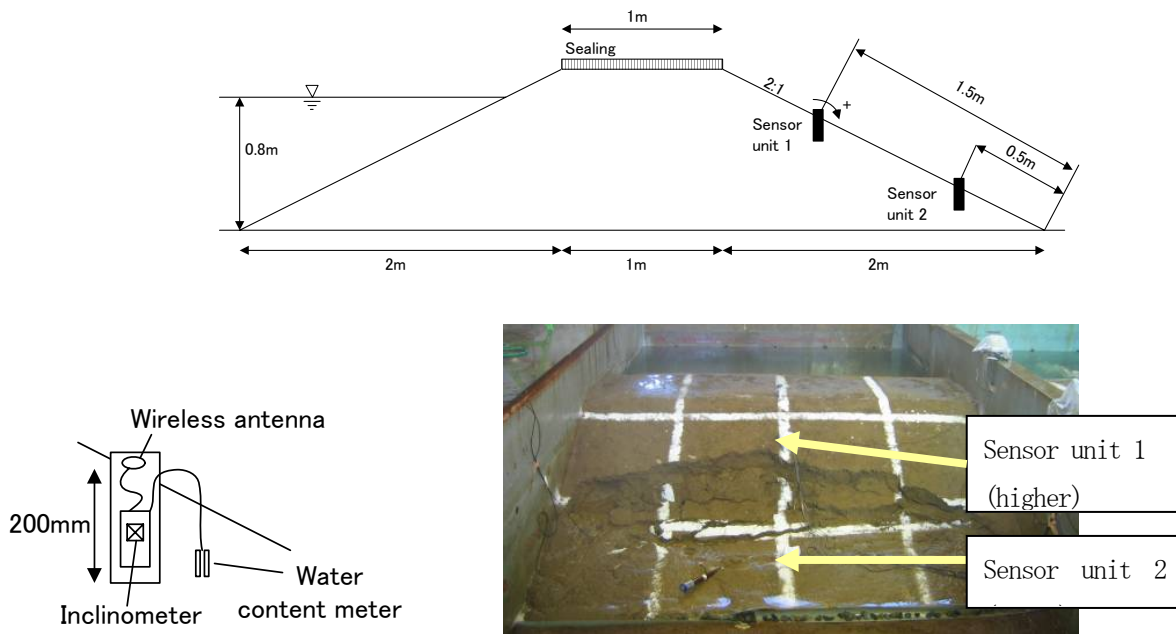 1m
Sealing
2:1
+
1.5m
Sensor
unit 1
0.8m
0.5m
Sensor
unit 2
2m
1m
2m
Wireless antenna
200mm
Water
content meter
Inclinometer
Sensor unit 1
(higher)
Sensor unit 2